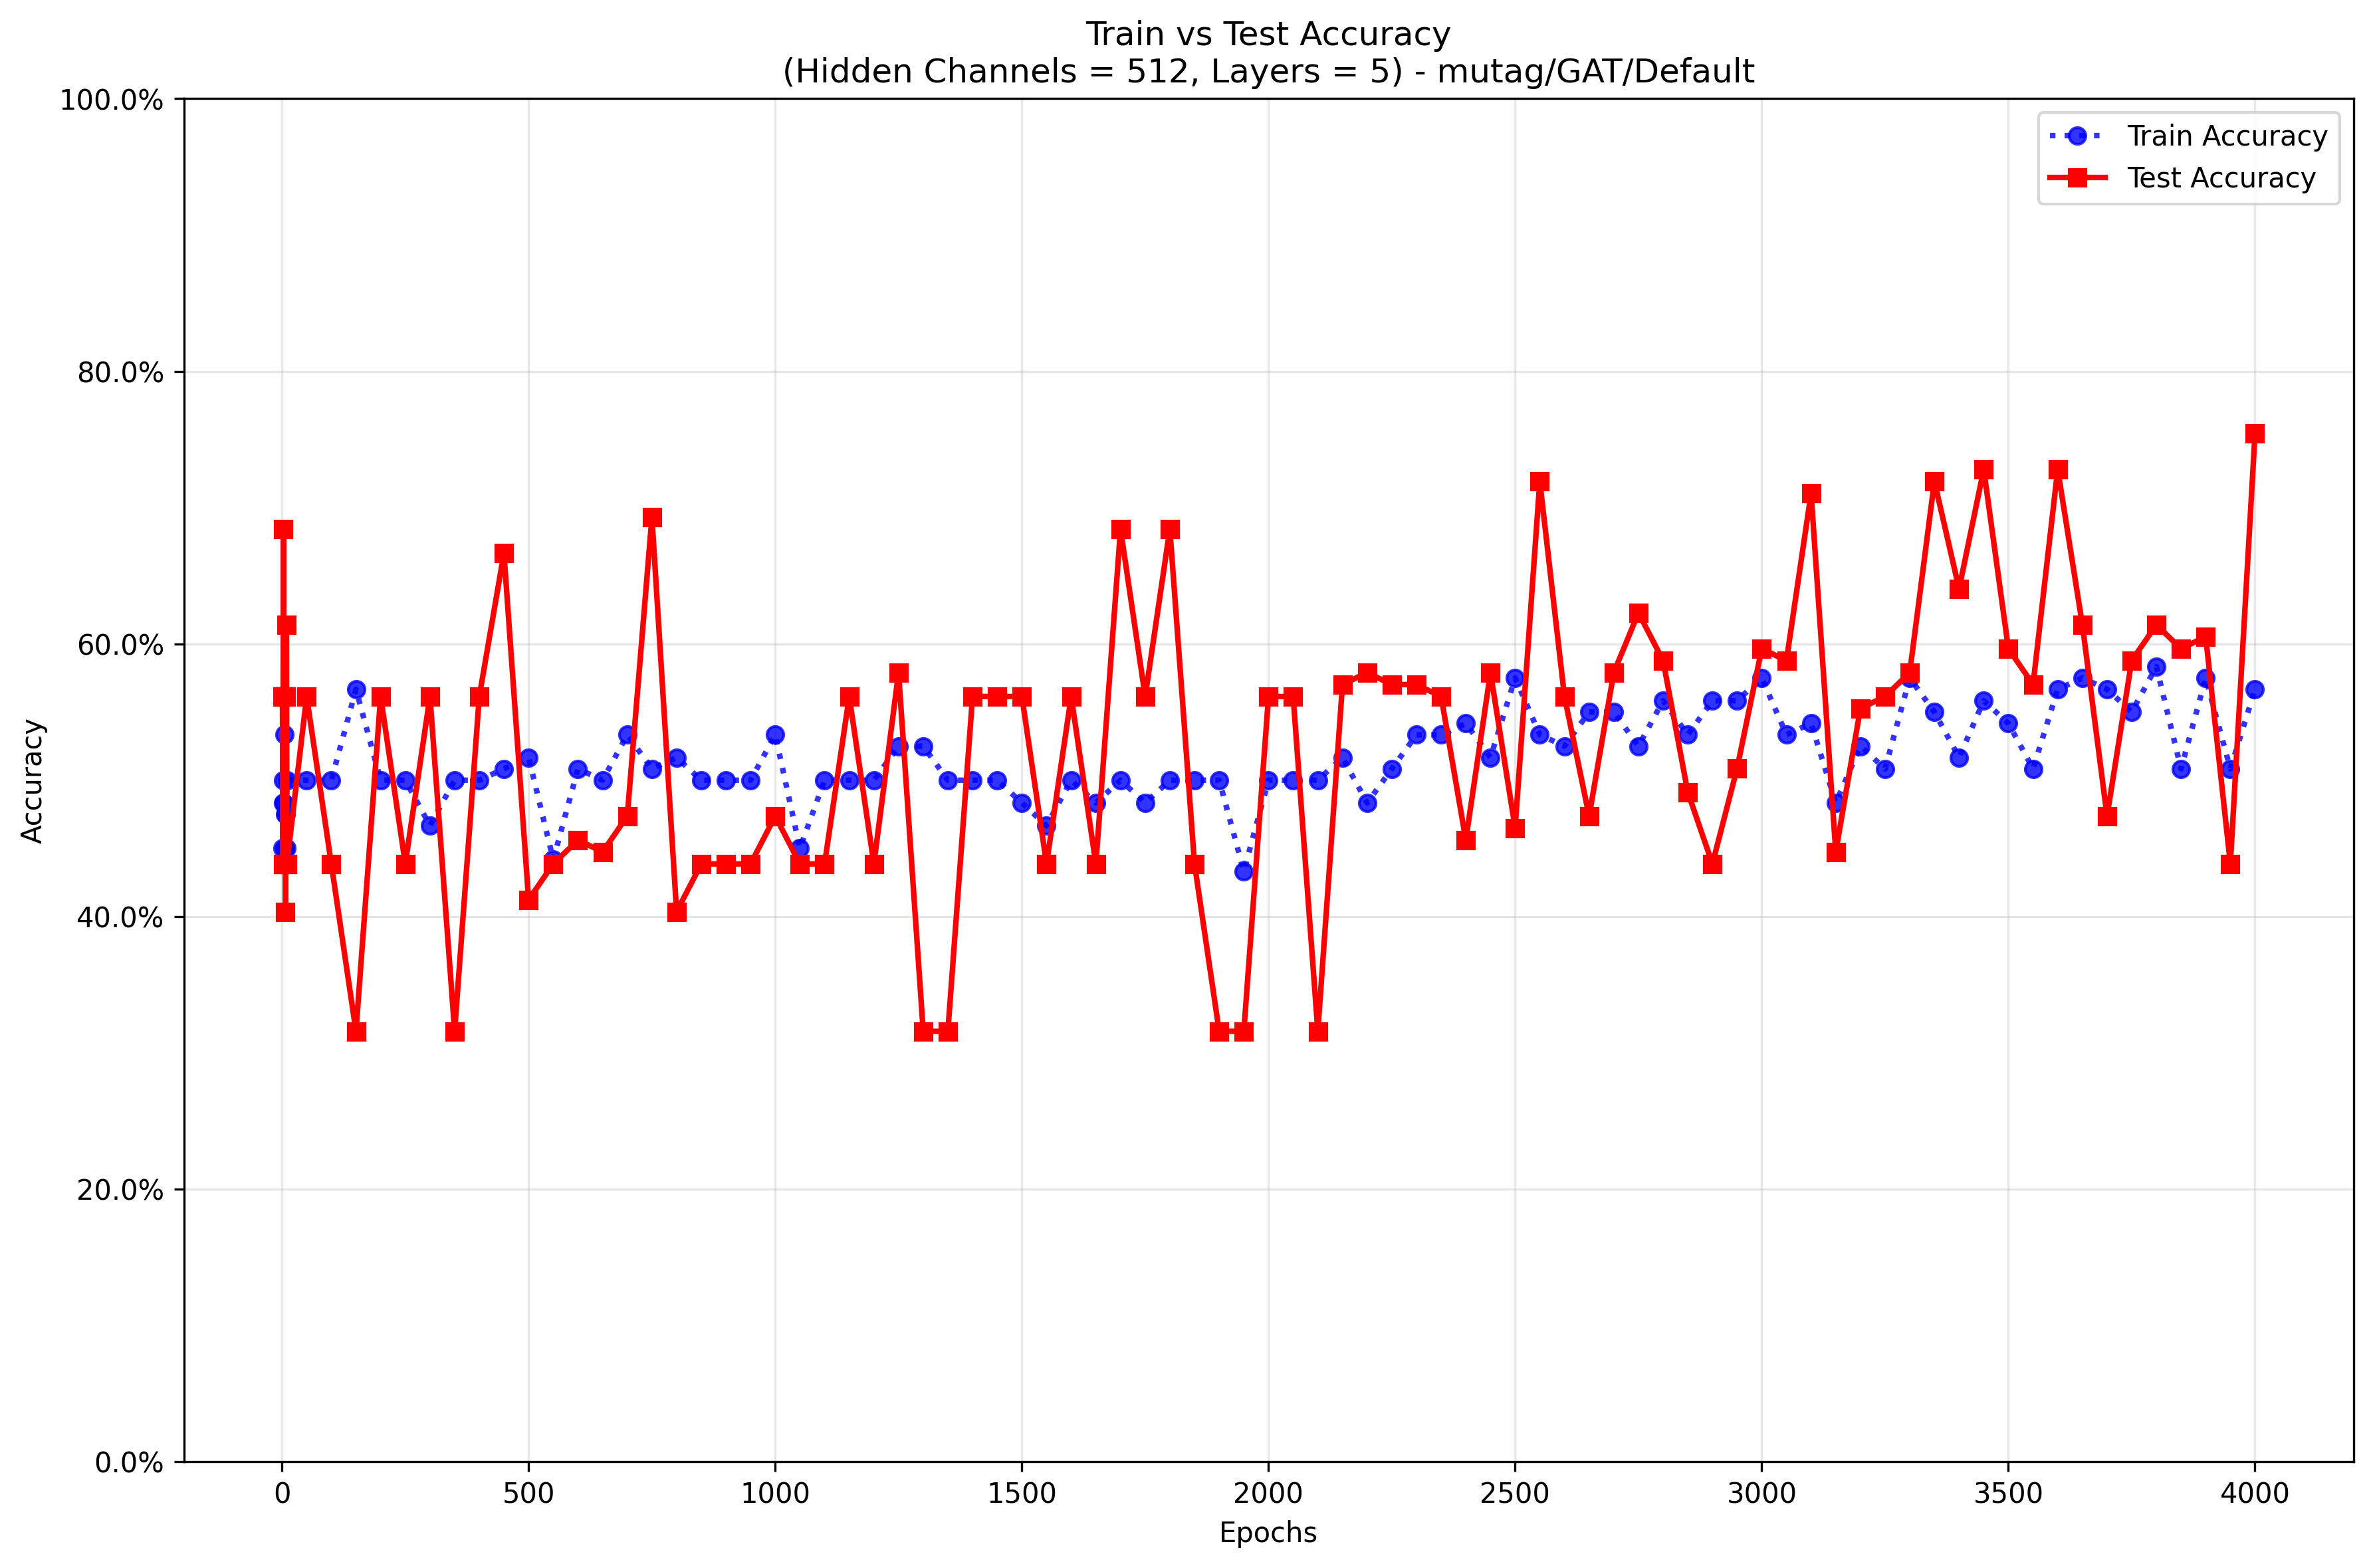 Train vs Test Accuracy
(Hidden Channels = 512, Layers = 5) - mutag/GAT/Default
100.0%
80.0%
60.0%
40.0%
20.0%
0.0%
Accuracy
Train Accuracy
Test Accuracy
0 500 1000 1500 2000 2500 3000 3500 4000
Epochs